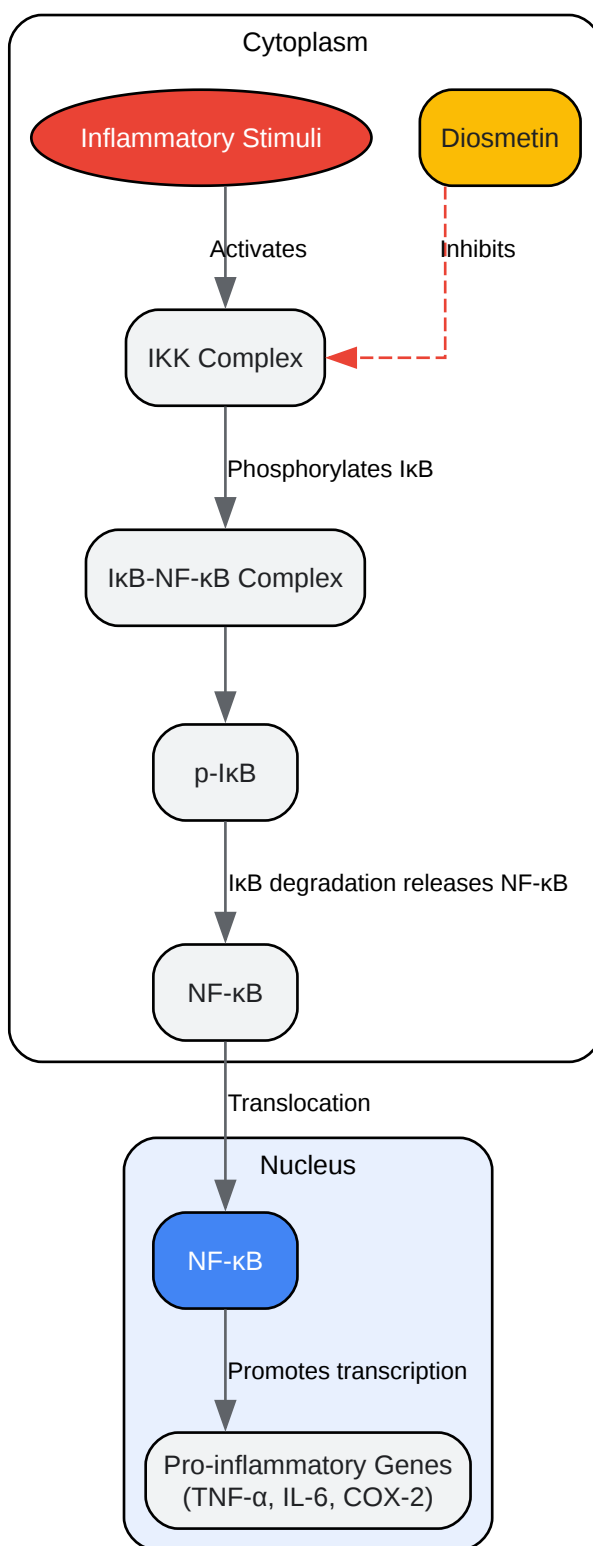 Cytoplasm
Inflammatory Stimuli
Diosmetin
Activates
Inhibits
IKK Complex
Phosphorylates IκB
IκB-NF-κB Complex
p-IκB
IκB degradation releases NF-κB
NF-κB
Translocation
Nucleus
NF-κB
Promotes transcription
Pro-inflammatory Genes
(TNF-α, IL-6, COX-2)